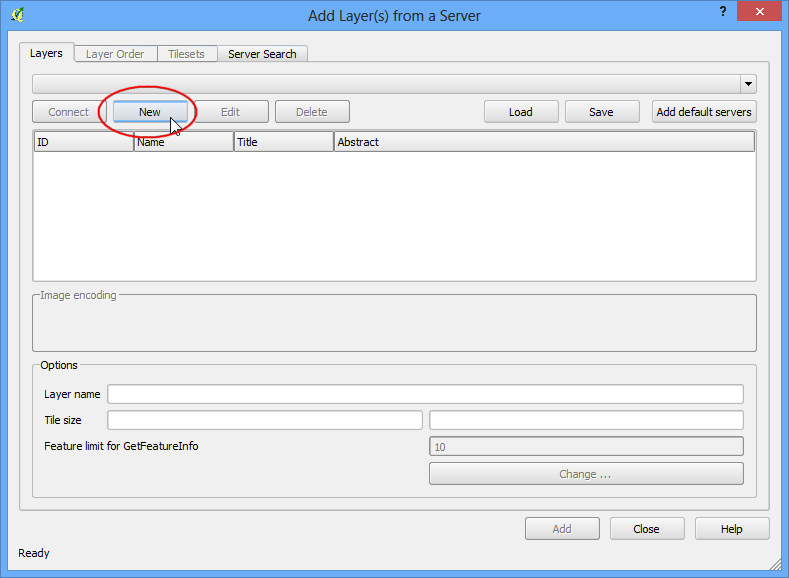 Add Layer(s) from a Server
?
Layers Layer Order Tilesets Server Search
Connect New Edit Delete Load Save Add default servers
ID Name Title Abstract
Image encoding
Options
Layer name
Tile size
Feature limit for GetFeatureInfo 10
Change ...
Add Close Help
Ready